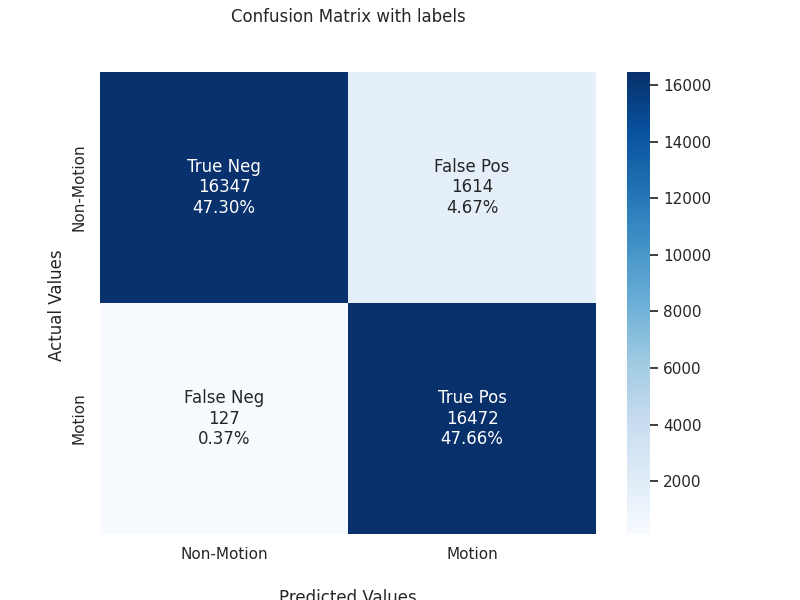 Confusion Matrix with labels
Non-Motion
Motion
Actual Values
True Neg
16347
47.30%
False Pos
1614
4.67%
False Neg
127
0.37%
True Pos
16472
47.66%
Non-Motion
Motion
Predicted Values
16000
14000
12000
10000
8000
6000
4000
2000